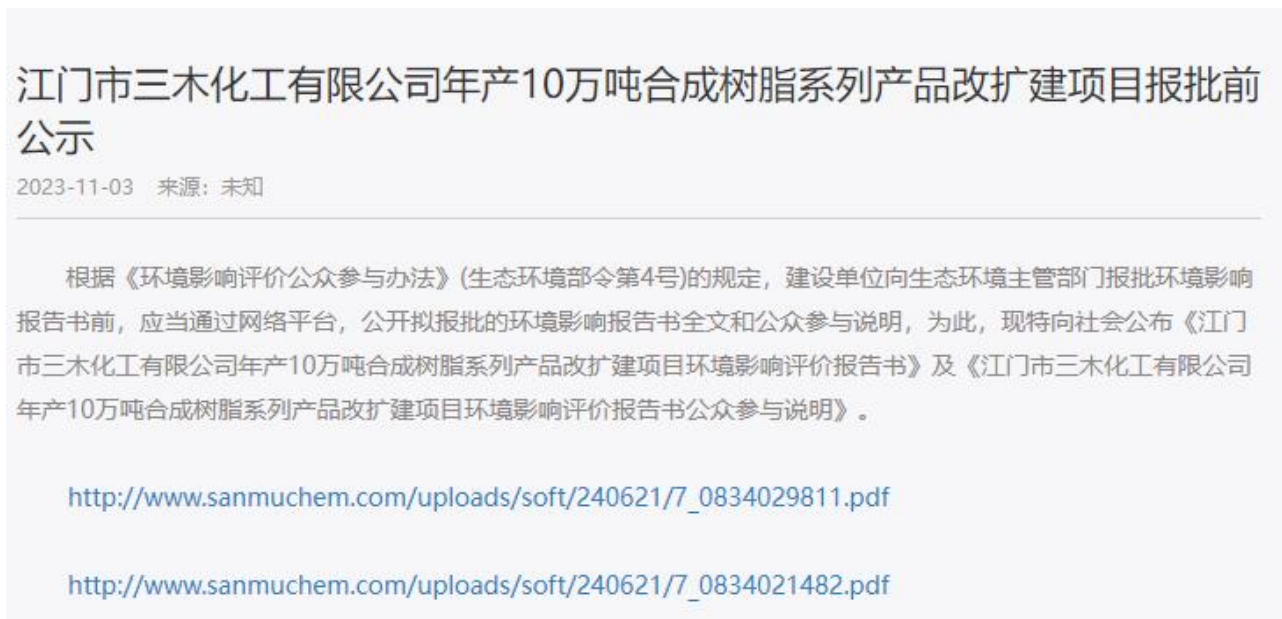 江门市三木化工有限公司年产10万吨合成树脂系列产品改扩建项目报批前
公示
2023-11-03 来源：未知
根据《环境影响评价公众参与办法》(生态环境部令第4号)的规定，建设单位向生态环境主管部门报批环境影响
报告书前，应当通过网络平台，公开拟报批的环境影响报告书全文和公众参与说明，为此，现特向社会公布《江门
市三木化工有限公司年产10万吨合成树脂系列产品改扩建项目环境影响评价报告书》及《江门市三木化工有限公司
年产10万吨合成树脂系列产品改扩建项目环境影响评价报告书公众参与说明》。
http://www.sanmuchem.com/uploads/soft/240621/7_0834029811.pdf
http://www.sanmuchem.com/uploads/soft/240621/7_0834021482.pdf